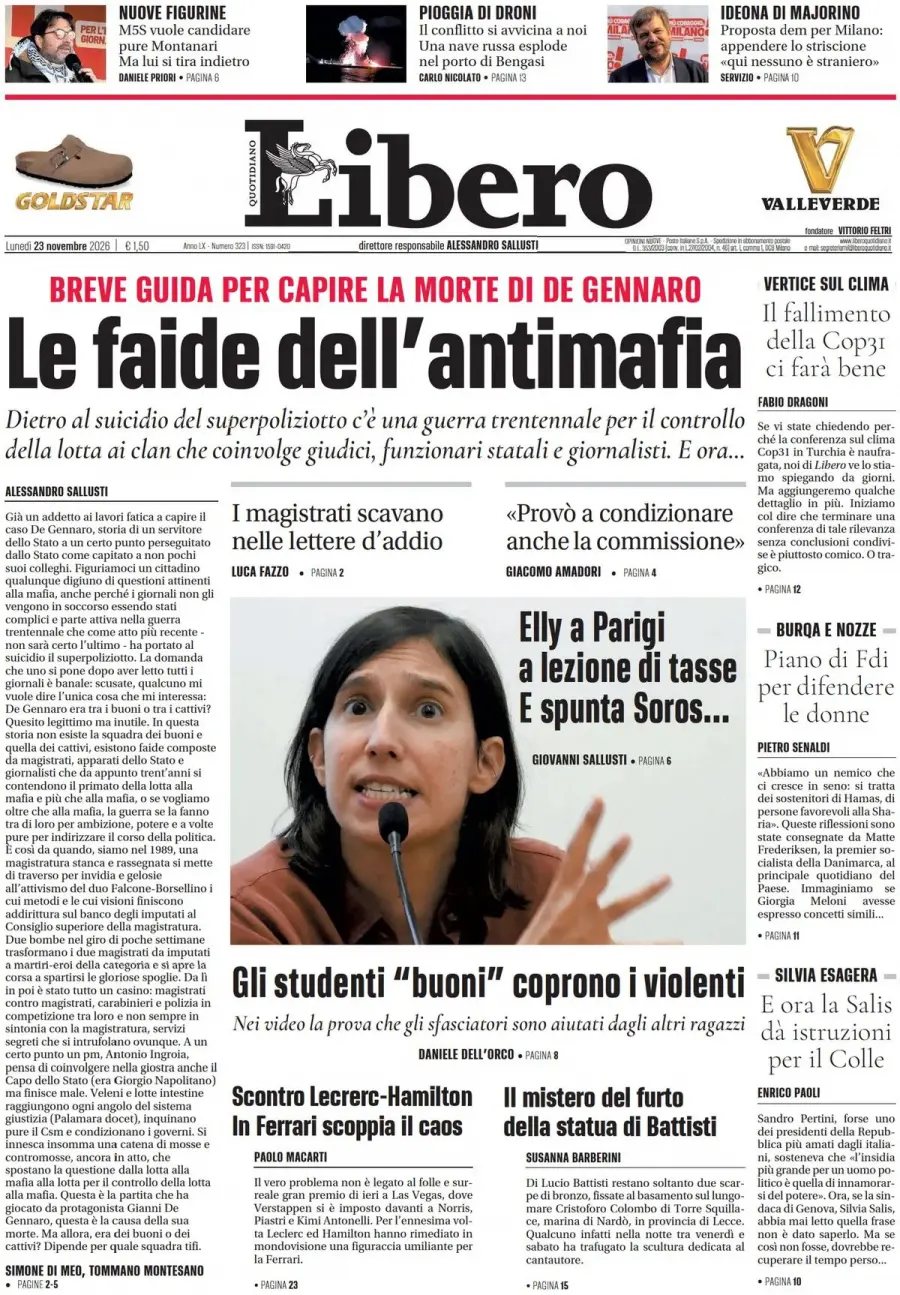 NUOVE FIGURINE
M5S vuole candidare
pure Montanari
Ma lui si tira indietro
DANIELE PRIORI • PAGINA 6
PIOGGIA DI DRONI
Il conflitto si avvicina a noi
Una nave russa esplode
nel porto di Bengasi
CARLO NICOLATO • PAGINA 13
IDEONA DI MAJORINO
Proposta dem per Milano:
appendere lo striscione
«qui nessuno è straniero»
SERVIZIO • PAGINA 10
GOLDSTAR
QUOTIDIANO
Libero
VALLEVERDE
fondatore VITTORIO FELTRI
Lunedì 23 novembre 2026 | € 1,50
Anno LX - Numero 323 | ISSN: 1591-0420
direttore responsabile ALESSANDRO SALLUSTI
OPINIONI NUOVE - Poste Italiane S.p.A. - Spedizione in abbonamento postale
www.liberoquotidiano.it
BREVE GUIDA PER CAPIRE LA MORTE DI DE GENNARO
Le faide dell’antimafia
Dietro al suicidio del superpoliziotto c’è una guerra trentennale per il controllo
della lotta ai clan che coinvolge giudici, funzionari statali e giornalisti. E ora...
ALESSANDRO SALLUSTI
Già un addetto ai lavori fatica a capire il
caso De Gennaro, storia di un servitore
dello Stato a un certo punto perseguitato
dallo Stato come capitato a non pochi
suoi colleghi. Figuriamoci un cittadino
qualunque digiuno di questioni attinenti
alla mafia, anche perché i giornali non gli
vengono in soccorso essendo stati
complici e parte attiva nella guerra
trentennale che come atto più recente -
non sarà certo l’ultimo - ha portato al
suicidio il superpoliziotto. La domanda
che uno si pone dopo aver letto tutti i
giornali è banale: scusate, qualcuno mi
vuole dire l’unica cosa che mi interessa:
De Gennaro era tra i buoni o tra i cattivi?
Quesito legittimo ma inutile. In questa
storia non esiste la squadra dei buoni e
quella dei cattivi, esistono faide composte
da magistrati, apparati dello Stato e
giornalisti che da appunto trent’anni si
contendono il primato della lotta alla
mafia e più che alla mafia, o se vogliamo
oltre che alla mafia, la guerra se la fanno
tra di loro per ambizione, potere e a volte
pure per indirizzare il corso della politica.
È così da quando, siamo nel 1989, una
magistratura stanca e rassegnata si mette
di traverso per invidia e gelosie
all’attivismo del duo Falcone-Borsellino i
cui metodi e le cui visioni finiscono
addirittura sul banco degli imputati al
Consiglio superiore della magistratura.
Due bombe nel giro di poche settimane
trasformano i due magistrati da imputati
a martiri-eroi della categoria e si apre la
corsa a spartirsi le gloriose spoglie. Da lì
in poi è stato tutto un casino: magistrati
contro magistrati, carabinieri e polizia in
competizione tra loro e non sempre in
sintonia con la magistratura, servizi
segreti che si intrufolano ovunque. A un
certo punto un pm, Antonio Ingroia,
pensa di coinvolgere nella giostra anche il
Capo dello Stato (era Giorgio Napolitano)
ma finisce male. Veleni e lotte intestine
raggiungono ogni angolo del sistema
giustizia (Palamara docet), inquinano
pure il Csm e condizionano i governi. Si
innesca insomma una catena di mosse e
contromosse, ancora in atto, che
spostano la questione dalla lotta alla
mafia alla lotta per il controllo della lotta
alla mafia. Questa è la partita che ha
giocato da protagonista Gianni De
Gennaro, questa è la causa della sua
morte. Ma allora, era dei buoni o dei
cattivi? Dipende per quale squadra tifi.
SIMONE DI MEO, TOMMANO MONTESANO
• PAGINE 2-5
I magistrati scavano
nelle lettere d’addio
LUCA FAZZO • PAGINA 2
«Provò a condizionare
anche la commissione»
GIACOMO AMADORI • PAGINA 4
Elly a Parigi
a lezione di tasse
E spunta Soros...
GIOVANNI SALLUSTI • PAGINA 6
Gli studenti “buoni” coprono i violenti
Nei video la prova che gli sfasciatori sono aiutati dagli altri ragazzi
DANIELE DELL’ORCO • PAGINA 8
Scontro Lecrerc-Hamilton
In Ferrari scoppia il caos
PAOLO MACARTI
Il vero problema non è legato al folle e sur-
reale gran premio di ieri a Las Vegas, dove
Verstappen si è imposto davanti a Norris,
Piastri e Kimi Antonelli. Per l’ennesima vol-
ta Leclerc ed Hamilton hanno rimediato in
mondovisione una figuraccia umiliante per
la Ferrari.
• PAGINA 23
Il mistero del furto
della statua di Battisti
SUSANNA BARBERINI
Di Lucio Battisti restano soltanto due scar-
pe di bronzo, fissate al basamento sul lungo-
mare Cristoforo Colombo di Torre Squilla-
ce, marina di Nardò, in provincia di Lecce.
Qualcuno infatti nella notte tra venerdì e
sabato ha trafugato la scultura dedicata al
cantautore.
• PAGINA 15
VERTICE SUL CLIMA
Il fallimento
della Cop31
ci farà bene
FABIO DRAGONI
Se vi state chiedendo per-
ché la conferenza sul clima
Cop31 in Turchia è naufra-
gata, noi di Libero ve lo stia-
mo spiegando da giorni.
Ma aggiungeremo qualche
dettaglio in più. Iniziamo
col dire che terminare una
conferenza di tale rilevanza
senza conclusioni condivi-
se è piuttosto comico. O tra-
gico.
• PAGINA 12
BURQA E NOZZE
Piano di Fdi
per difendere
le donne
PIETRO SENALDI
«Abbiamo un nemico che
ci cresce in seno: si tratta
dei sostenitori di Hamas, di
persone favorevoli alla Sha-
ria». Queste riflessioni sono
state consegnate da Matte
Frederiksen, la premier so-
cialista della Danimarca, al
principale quotidiano del
Paese. Immaginiamo se
Giorgia Meloni avesse
espresso concetti simili...
• PAGINA 11
SILVIA ESAGERA
E ora la Salis
dà istruzioni
per il Colle
ENRICO PAOLI
Sandro Pertini, forse uno
dei presidenti della Repub-
blica più amati dagli italia-
ni, sosteneva che «l’insidia
più grande per un uomo po-
litico è quella di innamorar-
si del potere». Ora, se la sin-
daca di Genova, Silvia Salis,
abbia mai letto quella frase
non è dato saperlo. Ma se
così non fosse, dovrebbe re-
cuperare il tempo perso...
• PAGINA 10